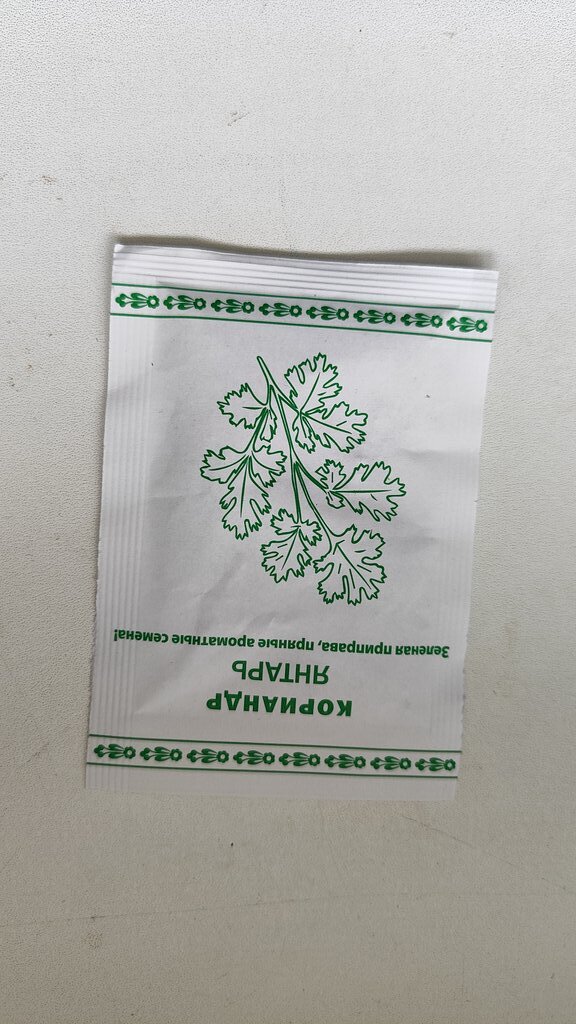 КОРИАНДР
ЯНТАРЬ
Зеленая приправа, пряные ароматные семена!